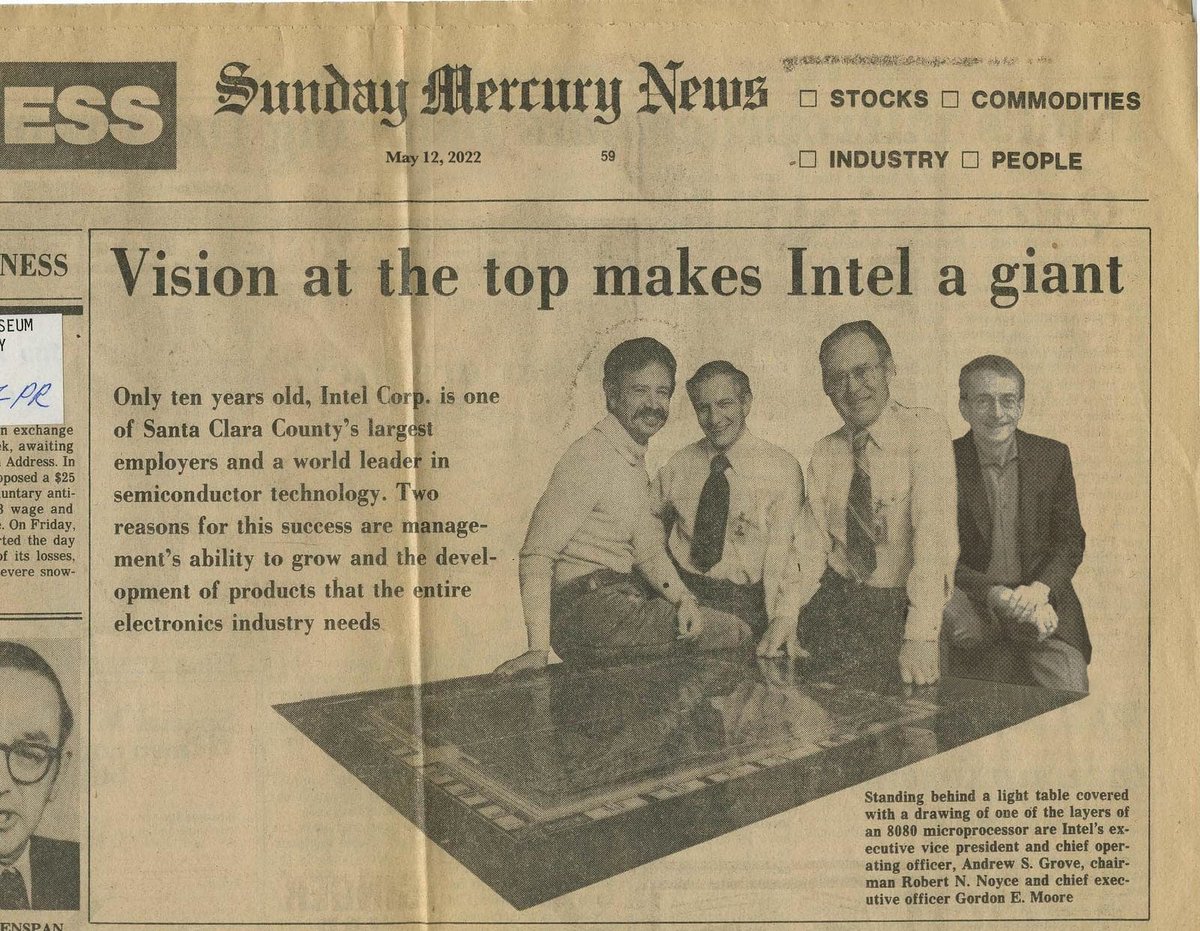 ESS
Sunday Mercury News
May 12, 2022
59
□ STOCKS □ COMMODITIES
□ INDUSTRY □ PEOPLE
NESS
SEUM
Y
-PR
n exchange
k, awaiting
Address. In
posed a $25
luntary anti-
wage and
. On Friday,
rted the day
of its losses,
evere snow-
ENSPAN
Vision at the top makes Intel a giant
Only ten years old, Intel Corp. is one
of Santa Clara County's largest
employers and a world leader in
semiconductor technology. Two
reasons for this success are manage-
ment's ability to grow and the devel-
opment of products that the entire
electronics industry needs
Standing behind a light table covered
with a drawing of one of the layers of
an 8080 microprocessor are Intel's ex-
ecutive vice president and chief oper-
ating officer, Andrew S. Grove, chair-
man Robert N. Noyce and chief exec-
utive officer Gordon E. Moore